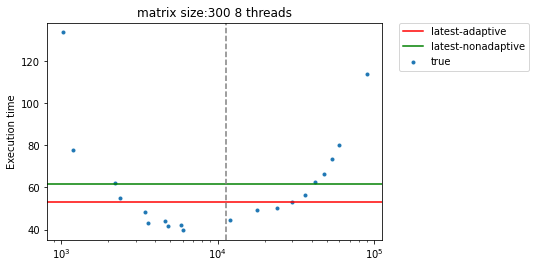 matrix size:300 8 threads
latest-adaptive
latest-nonadaptive
true
Execution time
120
100
80
60
40
10³
10⁴
10⁵